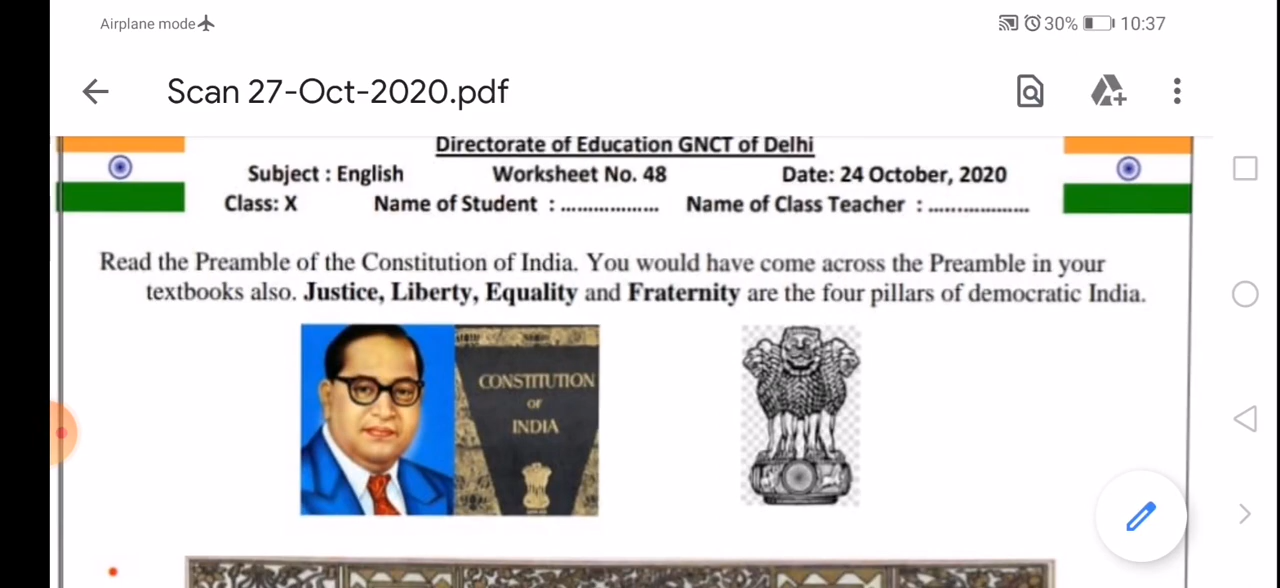 Airplane mode
30% 10:37
Scan 27-Oct-2020.pdf
Directorate of Education GNCT of Delhi
Subject : English Worksheet No. 48 Date: 24 October, 2020
Class: X Name of Student : .................. Name of Class Teacher : ..................
Read the Preamble of the Constitution of India. You would have come across the Preamble in your
textbooks also. Justice, Liberty, Equality and Fraternity are the four pillars of democratic India.
CONSTITUTION
OF
INDIA